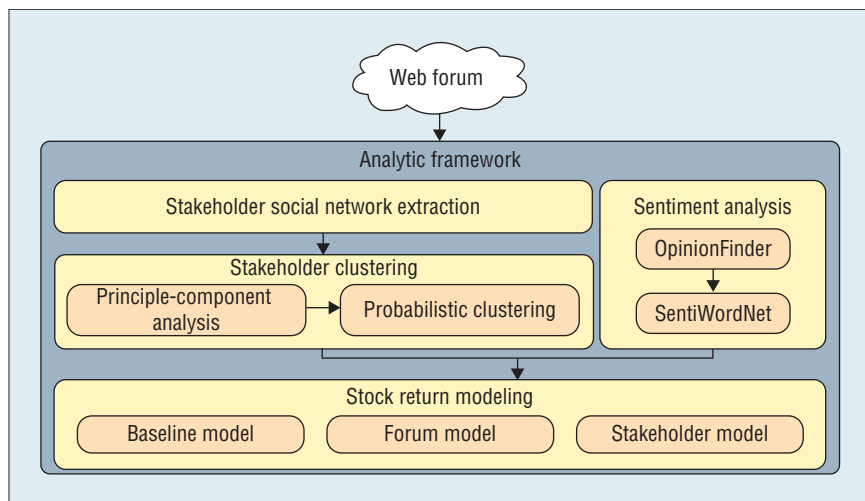 Web forum
Analytic framework
Stakeholder social network extraction
Stakeholder clustering
Principle-component
analysis
Probabilistic clustering
Sentiment analysis
OpinionFinder
SentiWordNet
Stock return modeling
Baseline model
Forum model
Stakeholder model